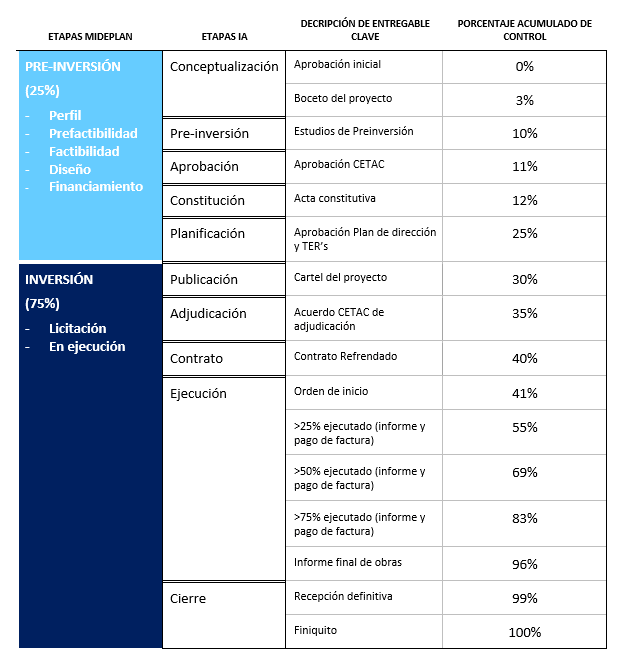 ETAPAS MIDEPLAN
ETAPAS IA
DECRIPCIÓN DE ENTREGABLE
CLAVE
PORCENTAJE ACUMULADO DE
CONTROL
PRE-INVERSIÓN
(25%)
- Perfil
- Prefactibilidad
- Factibilidad
- Diseño
- Financiamiento
Conceptualización
Aprobación inicial
0%
Boceto del proyecto
3%
Pre-inversión
Estudios de Preinversión
10%
Aprobación
Aprobación CETAC
11%
Constitución
Acta constitutiva
12%
Planificación
Aprobación Plan de dirección
y TER's
25%
INVERSIÓN
(75%)
- Licitación
- En ejecución
Publicación
Cartel del proyecto
30%
Adjudicación
Acuerdo CETAC de
adjudicación
35%
Contrato
Contrato Refrendado
40%
Ejecución
Orden de inicio
41%
>25% ejecutado (informe y
pago de factura)
55%
>50% ejecutado (informe y
pago de factura)
69%
>75% ejecutado (informe y
pago de factura)
83%
Informe final de obras
96%
Cierre
Recepción definitiva
99%
Finiquito
100%